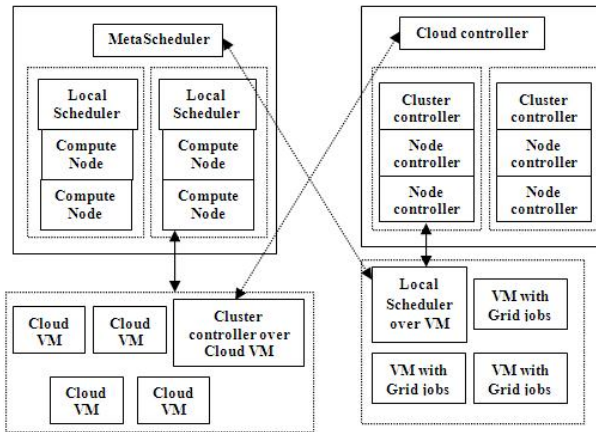 MetaScheduler
Local
Scheduler
Compute
Node
Compute
Node
Local
Scheduler
Compute
Node
Compute
Node
Cloud controller
Cluster
controller
Node
controller
Node
controller
Cluster
controller
Node
controller
Node
controller
Cloud
VM
Cloud
VM
Cluster
controller over
Cloud VM
Cloud
VM
Cloud
VM
Local
Scheduler
over VM
VM with
Grid jobs
VM with
Grid jobs
VM with
Grid jobs